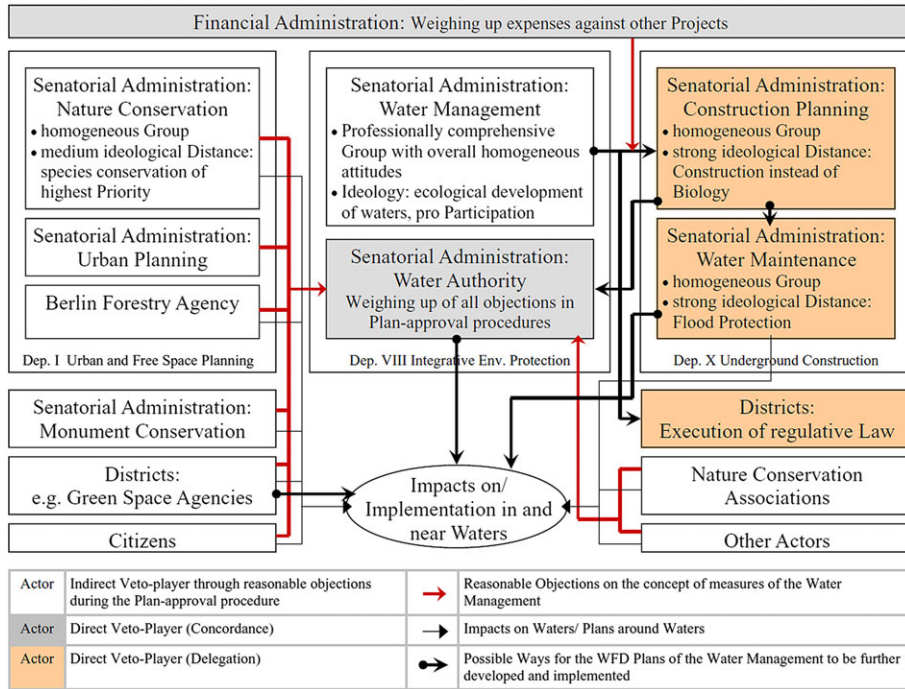 Financial Administration: Weighing up expenses against other Projects
Senatorial Administration:
Nature Conservation
• homogeneous Group
• medium ideological Distance:
species conservation of
highest Priority
Senatorial Administration:
Urban Planning
Berlin Forestry Agency
Dep. I Urban and Free Space Planning
Senatorial Administration:
Water Management
• Professionally comprehensive
Group with overall homogeneous
attitudes
• Ideology: ecological development
of waters, pro Participation
Senatorial Administration:
Water Authority
Weighing up of all objections in
Plan-approval procedures
Dep. VIII Integrative Env. Protection
Senatorial Administration:
Construction Planning
• homogeneous Group
• strong ideological Distance:
Construction instead of
Biology
Senatorial Administration:
Water Maintenance
• homogeneous Group
• strong ideological Distance:
Flood Protection
Dep. X Underground Construction
Senatorial Administration:
Monument Conservation
Districts:
e.g. Green Space Agencies
Citizens
Impacts on/
Implementation in and
near Waters
Districts:
Execution of regulative Law
Nature Conservation
Associations
Other Actors
Actor
Indirect Veto-player through reasonable objections
during the Plan-approval procedure
Reasonable Objections on the concept of measures of the Water
Management
Actor
Direct Veto-Player (Concordance)
Impacts on Waters/ Plans around Waters
Actor
Direct Veto-Player (Delegation)
Possible Ways for the WFD Plans of the Water Management to be further
developed and implemented